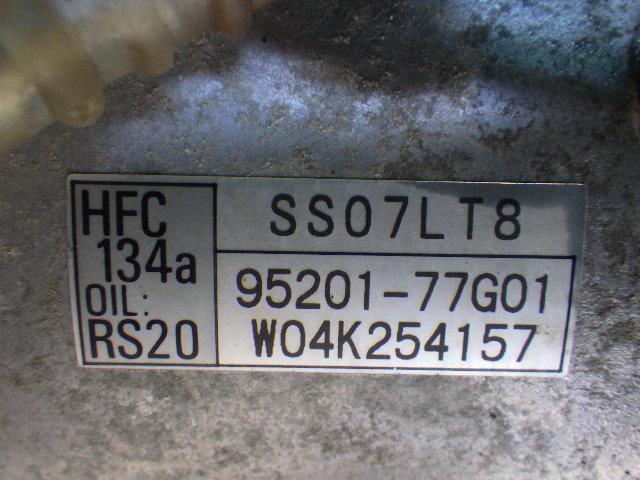 HFC
134a
OIL:
RS20
SS07LT8
95201-77G01
W04K254157